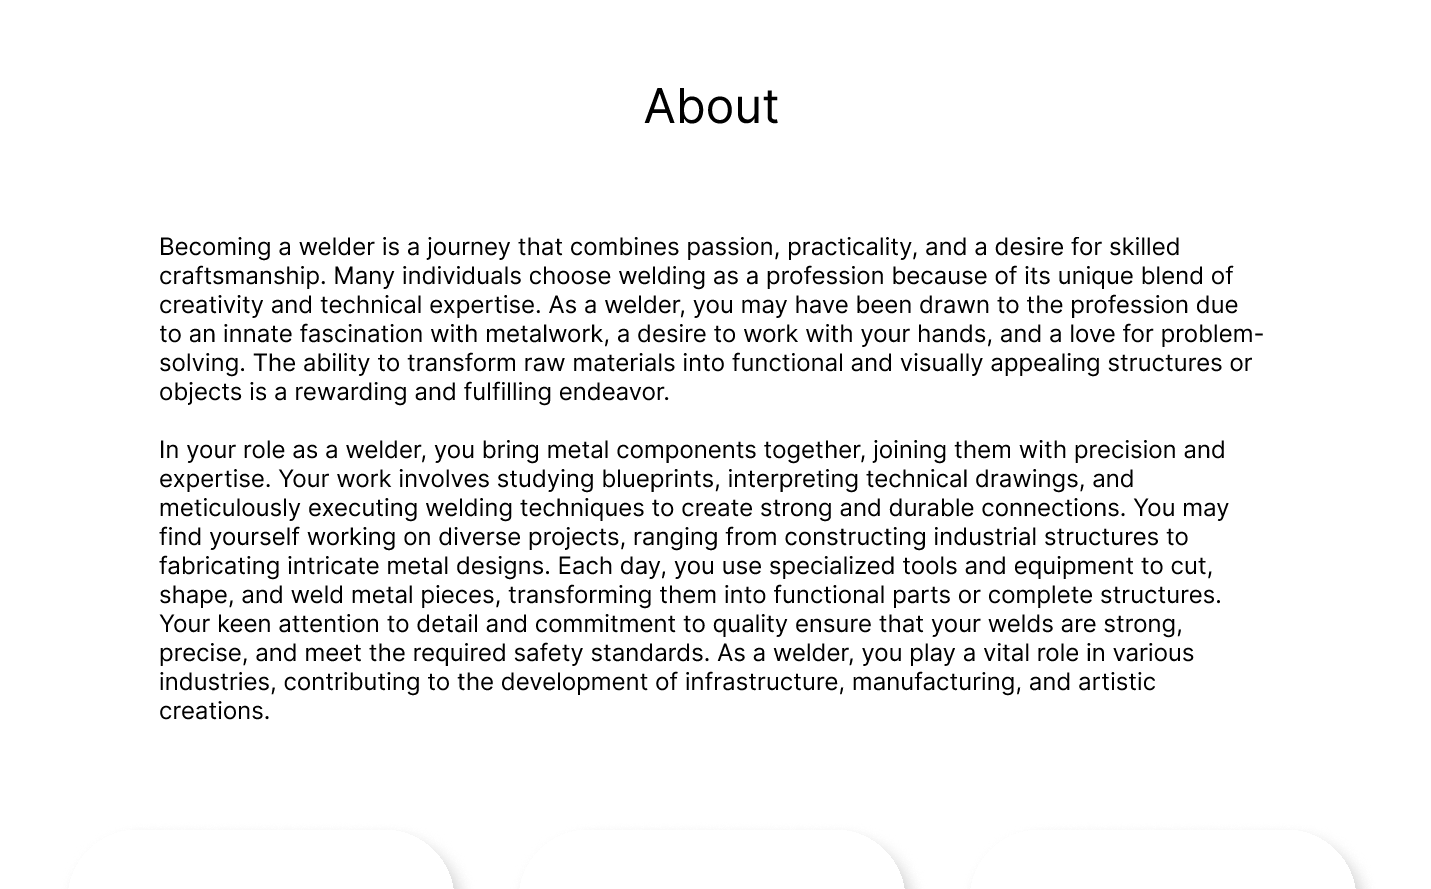 About
Becoming a welder is a journey that combines passion, practicality, and a desire for skilled
craftsmanship. Many individuals choose welding as a profession because of its unique blend of
creativity and technical expertise. As a welder, you may have been drawn to the profession due
to an innate fascination with metalwork, a desire to work with your hands, and a love for problem-
solving. The ability to transform raw materials into functional and visually appealing structures or
objects is a rewarding and fulfilling endeavor.
In your role as a welder, you bring metal components together, joining them with precision and
expertise. Your work involves studying blueprints, interpreting technical drawings, and
meticulously executing welding techniques to create strong and durable connections. You may
find yourself working on diverse projects, ranging from constructing industrial structures to
fabricating intricate metal designs. Each day, you use specialized tools and equipment to cut,
shape, and weld metal pieces, transforming them into functional parts or complete structures.
Your keen attention to detail and commitment to quality ensure that your welds are strong,
precise, and meet the required safety standards. As a welder, you play a vital role in various
industries, contributing to the development of infrastructure, manufacturing, and artistic
creations.